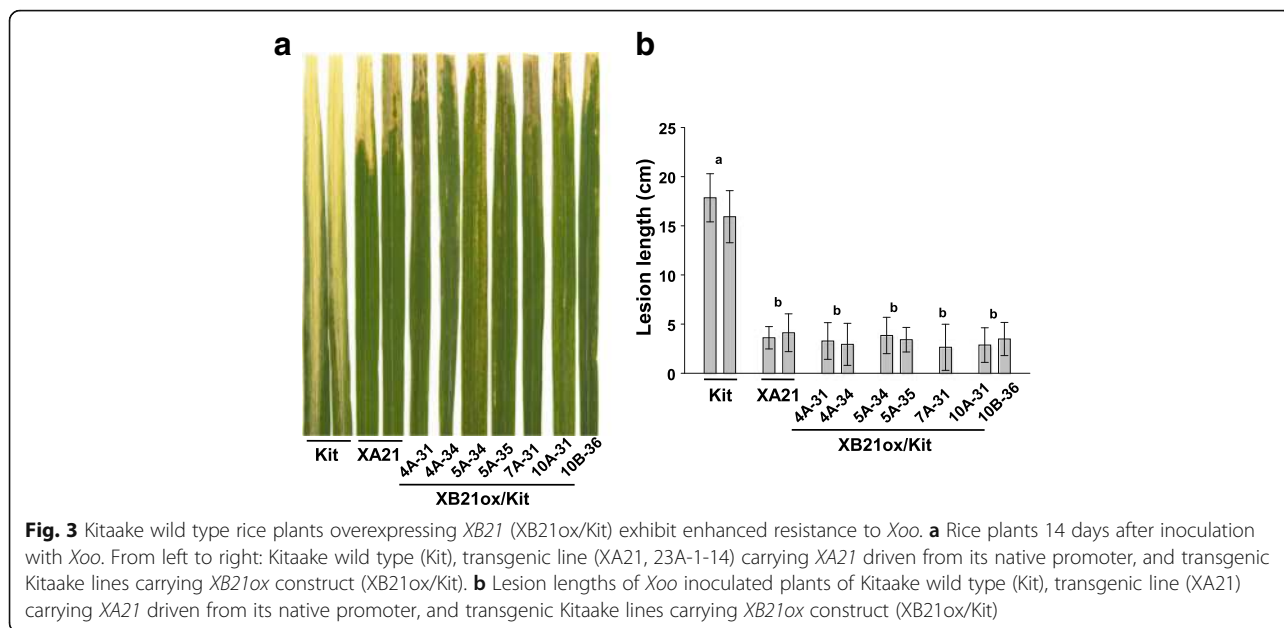 a
b
Lesion length (cm)
25
20
15
10
5
0
a
b
b
b
b
b
Kit
XA21
4A-31
4A-34
5A-34
5A-35
7A-31
10A-31
10B-36
XB21ox/Kit
Kit
XA21
4A-31
4A-34
5A-34
5A-35
7A-31
10A-31
10B-36
XB21ox/Kit
Fig. 3 Kitaake wild type rice plants overexpressing XB21 (XB21ox/Kit) exhibit enhanced resistance to Xoo. a Rice plants 14 days after inoculation
with Xoo. From left to right: Kitaake wild type (Kit), transgenic line (XA21, 23A-1-14) carrying XA21 driven from its native promoter, and transgenic
Kitaake lines carrying XB21ox construct (XB21ox/Kit). b Lesion lengths of Xoo inoculated plants of Kitaake wild type (Kit), transgenic line (XA21)
carrying XA21 driven from its native promoter, and transgenic Kitaake lines carrying XB21ox construct (XB21ox/Kit)